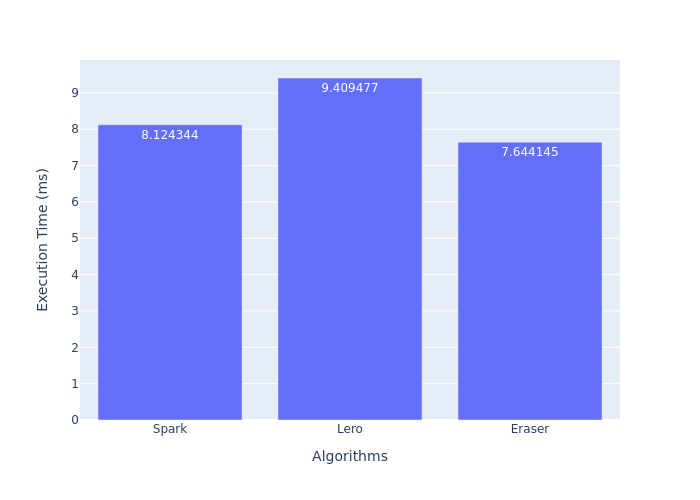 9
8
7
6
5
4
3
2
1
0
Execution Time (ms)
8.124344
9.409477
7.644145
Spark
Lero
Eraser
Algorithms